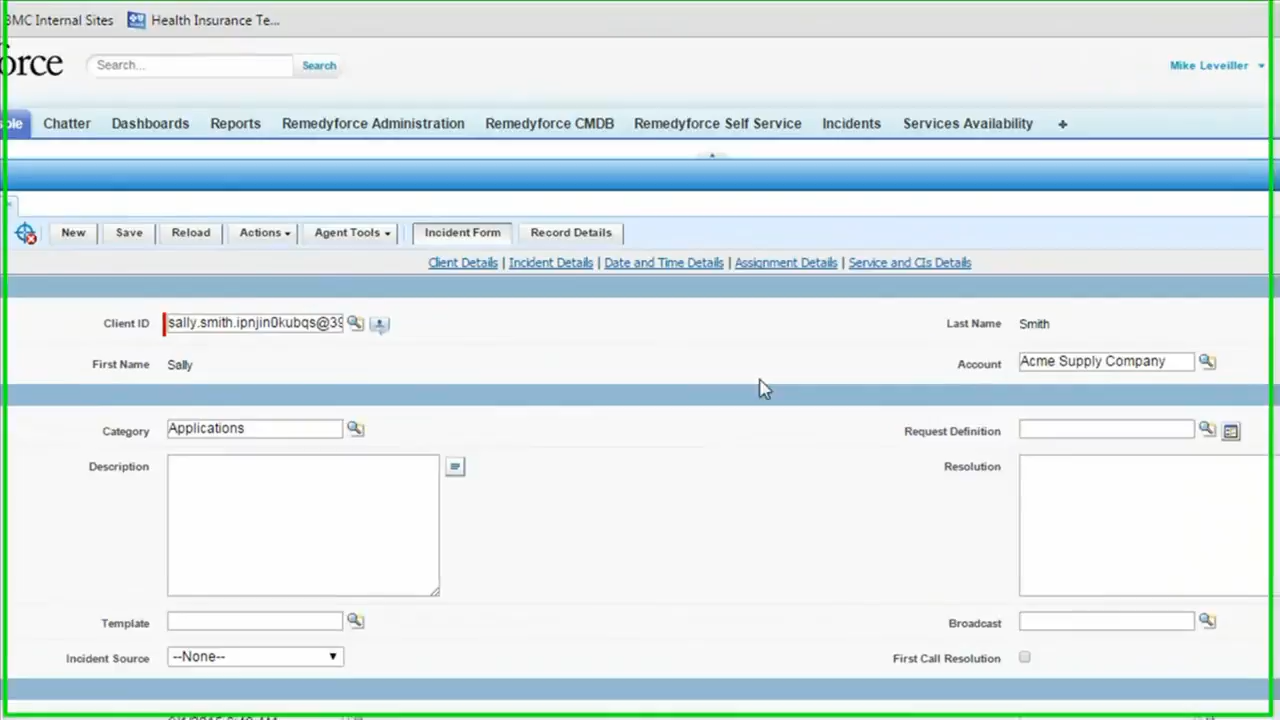 BMC Internal Sites Health Insurance Te...
orce Search... Search Mike Leveiller
ole Chatter Dashboards Reports Remedyforce Administration Remedyforce CMDB Remedyforce Self Service Incidents Services Availability +
New Save Reload Actions Agent Tools Incident Form Record Details
Client Details | Incident Details | Date and Time Details | Assignment Details | Service and CIs Details
Client ID sally.smith.ipnjin0kubqs@39 Last Name Smith
First Name Sally Account Acme Supply Company
Category Applications Request Definition
Description Resolution
Template Broadcast
Incident Source --None-- First Call Resolution